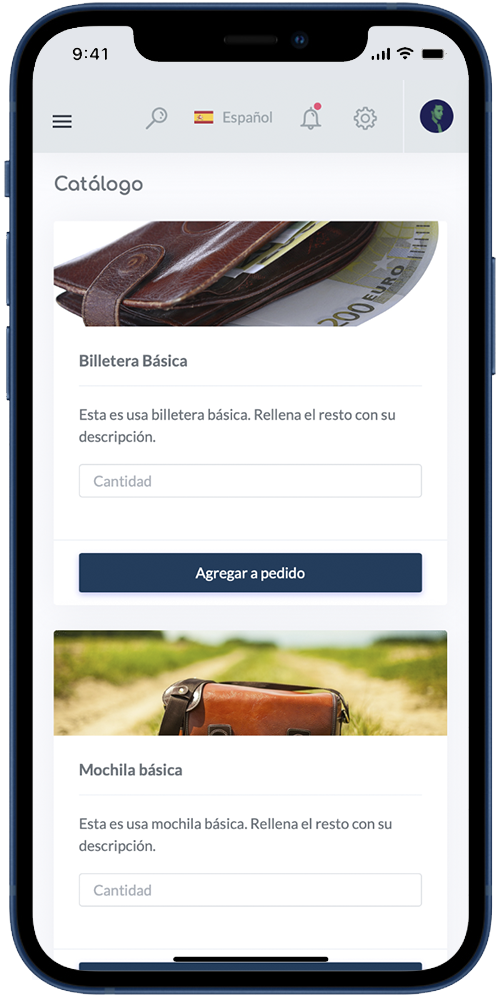 9:41
Español
Catálogo
200 EURO
Billetera Básica
Esta es usa billetera básica. Rellena el resto con su
descripción.
Cantidad
Agregar a pedido
Mochila básica
Esta es usa mochila básica. Rellena el resto con su
descripción.
Cantidad